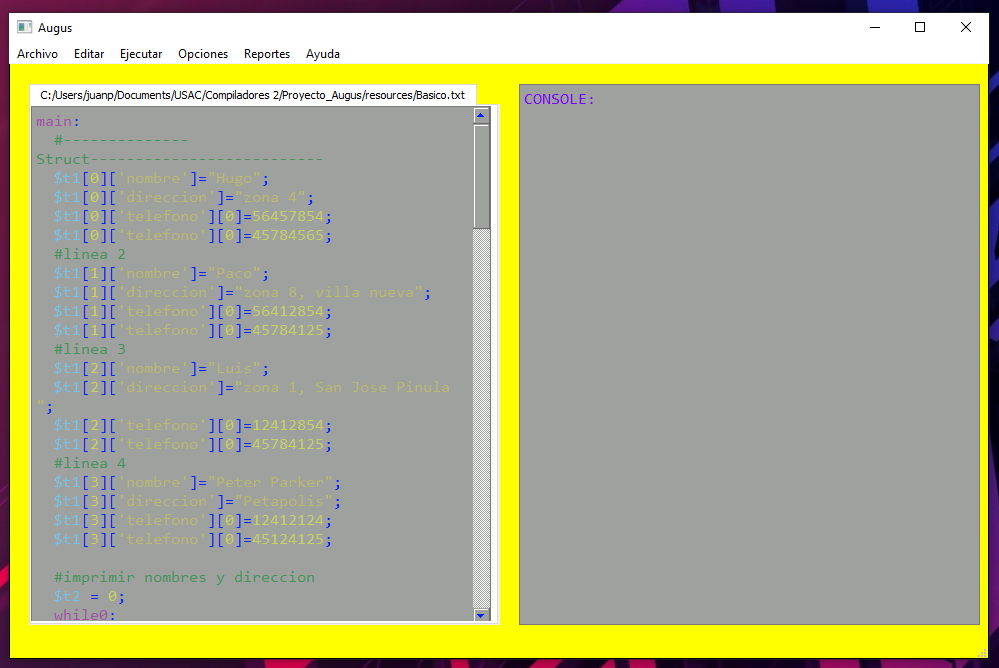 Augus
Archivo Editar Ejecutar Opciones Reportes Ayuda
C:/Users/juanp/Documents/USAC/Compiladores 2/Proyecto_Augus/resources/Basico.txt
CONSOLE:
main:
#--------------
Struct--------------------------
$t1[0]['nombre']="Hugo";
$t1[0]['direccion']="zona 4";
$t1[0]['telefono'][0]=56457854;
$t1[0]['telefono'][0]=45784565;
#linea 2
$t1[1]['nombre']="Paco";
$t1[1]['direccion']="zona 8, villa nueva";
$t1[1]['telefono'][0]=56412854;
$t1[1]['telefono'][0]=45784125;
#linea 3
$t1[2]['nombre']="Luis";
$t1[2]['direccion']="zona 1, San Jose Pinula
";
$t1[2]['telefono'][0]=12412854;
$t1[2]['telefono'][0]=45784125;
#linea 4
$t1[3]['nombre']="Peter Parker";
$t1[3]['direccion']="Petapolis";
$t1[3]['telefono'][0]=12412124;
$t1[3]['telefono'][0]=45124125;
#imprimir nombres y direccion
$t2 = 0;
while0: